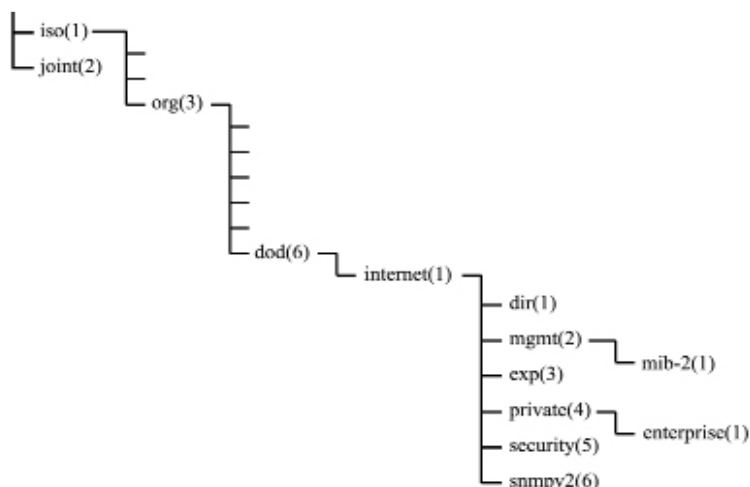 iso(1)
joint(2)
org(3)
dod(6)
internet(1)
dir(1)
mgmt(2)
mib-2(1)
exp(3)
private(4)
enterprise(1)
security(5)
snmpv2(6)